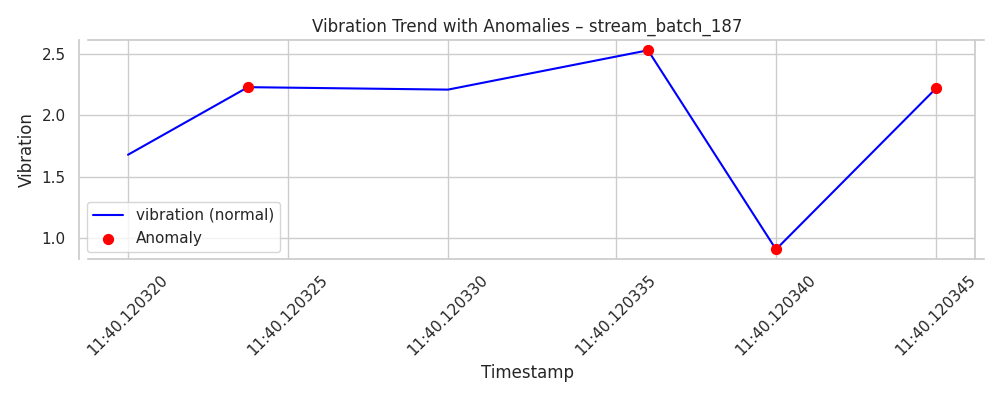 Vibration Trend with Anomalies – stream_batch_187
Vibration
2.5
2.0
1.5
1.0
vibration (normal)
Anomaly
11:40.120320
11:40.120325
11:40.120330
11:40.120335
11:40.120340
11:40.120345
Timestamp